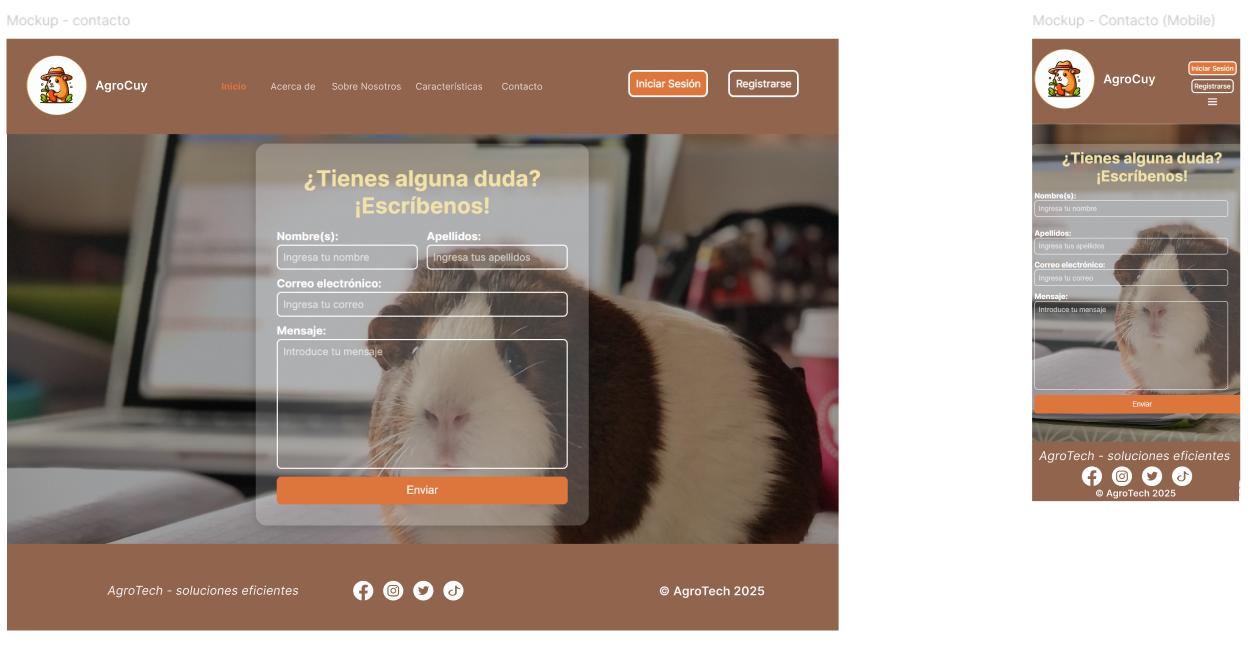 Mockup - contacto
AgroCuy
Inicio
Acerca de
Sobre Nosotros
Características
Contacto
Iniciar Sesión
Registrarse
¿Tienes alguna duda?
¡Escríbenos!
Nombre(s):
Apellidos:
Ingresa tu nombre
Ingresa tus apellidos
Correo electrónico:
Ingresa tu correo
Mensaje:
Introduce tu mensaje
Enviar
AgroTech - soluciones eficientes
© AgroTech 2025
Mockup - Contacto (Mobile)
AgroCuy
Iniciar Sesión
Registrarse
¿Tienes alguna duda?
¡Escríbenos!
Nombre(s):
Ingresa tu nombre
Apellidos:
Ingresa tus apellidos
Correo electrónico:
Ingresa tu correo
Mensaje:
Introduce tu mensaje
Enviar
AgroTech - soluciones eficientes
© AgroTech 2025